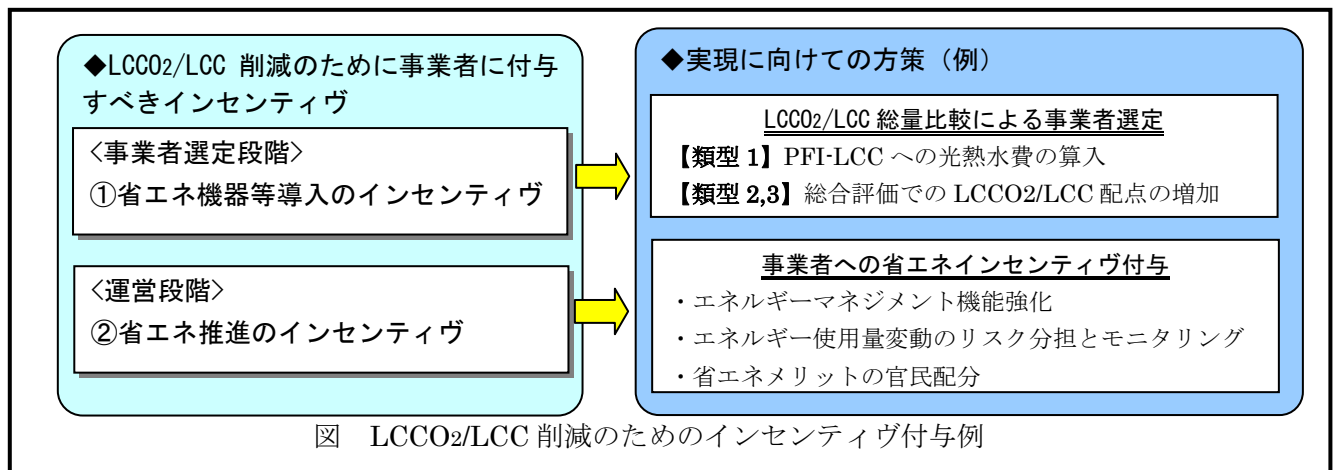 ◆LCCO2/LCC 削減のために事業者に付与
すべきインセンティヴ
<事業者選定段階>
①省エネ機器等導入のインセンティヴ
<運営段階>
②省エネ推進のインセンティヴ
◆実現に向けての方策（例）
LCCO2/LCC 総量比較による事業者選定
【類型 1】PFI-LCC への光熱水費の算入
【類型 2,3】総合評価での LCCO2/LCC 配点の増加
事業者への省エネインセンティヴ付与
・エネルギーマネジメント機能強化
・エネルギー使用量変動のリスク分担とモニタリング
・省エネメリットの官民配分
図　LCCO2/LCC 削減のためのインセンティヴ付与例